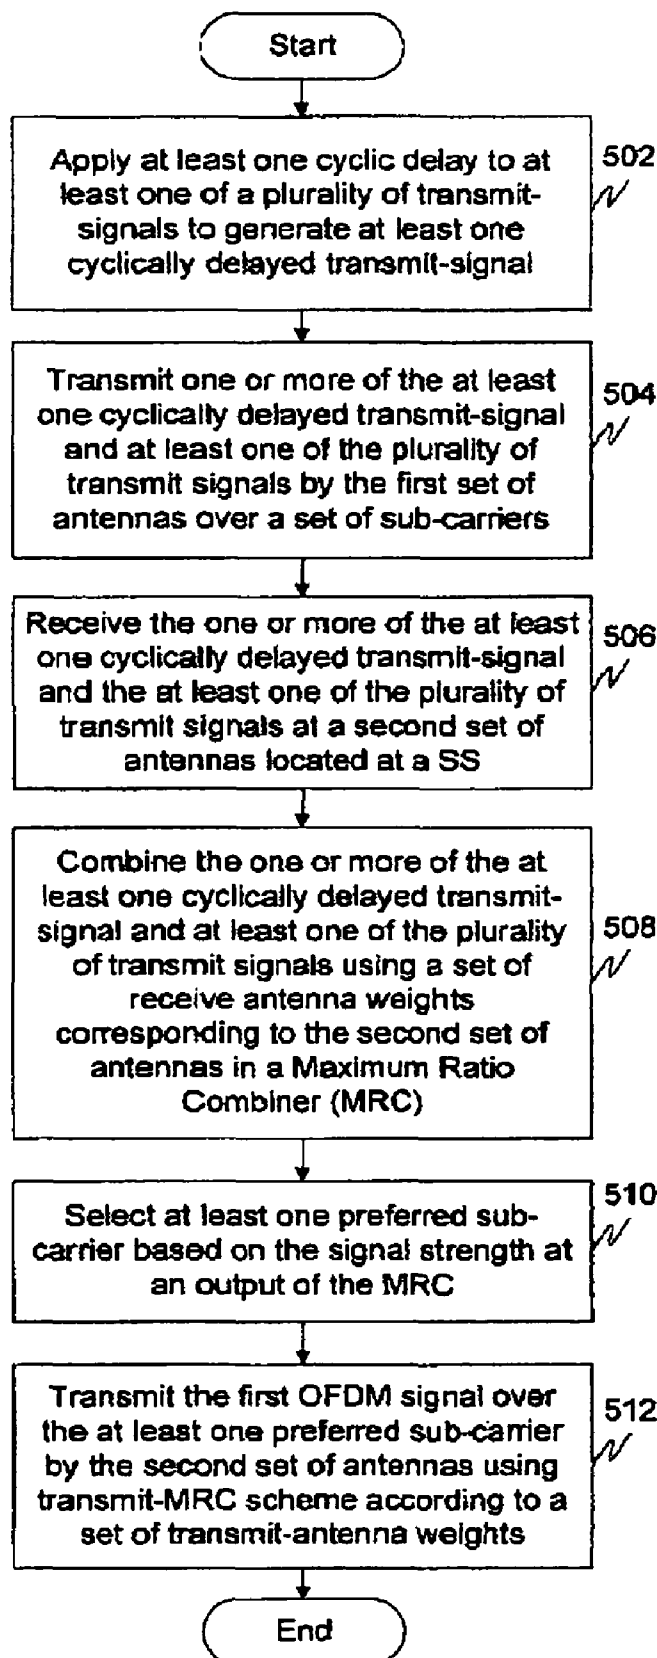 Start
Apply at least one cyclic delay to at
least one of a plurality of transmit-
signals to generate at least one
cyclically delayed transmit-signal
502
Transmit one or more of the at least
one cyclically delayed transmit-signal
and at least one of the plurality of
transmit signals by the first set of
antennas over a set of sub-carriers
504
Receive the one or more of the at least
one cyclically delayed transmit-signal
and the at least one of the plurality of
transmit signals at a second set of
antennas located at a SS
506
Combine the one or more of the at
least one cyclically delayed transmit-
signal and at least one of the plurality
of transmit signals using a set of
receive antenna weights
corresponding to the second set of
antennas in a Maximum Ratio
Combiner (MRC)
508
Select at least one preferred sub-
carrier based on the signal strength at
an output of the MRC
510
Transmit the first OFDM signal over
the at least one preferred sub-carrier
by the second set of antennas using
transmit-MRC scheme according to a
set of transmit-antenna weights
512
End